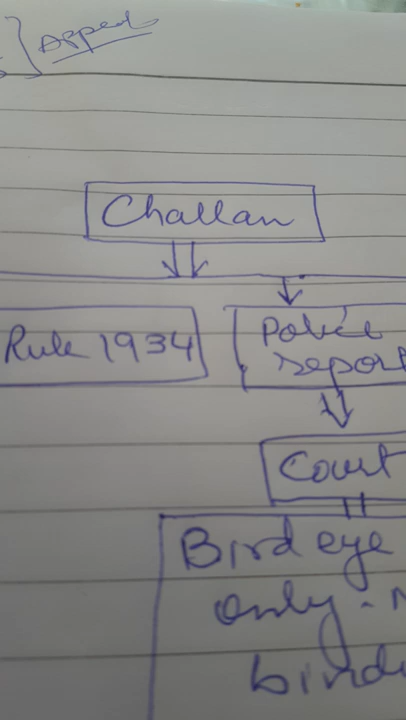 Appeal
Challan
Rule 1934
Police
report
Court
Bird eye
only -